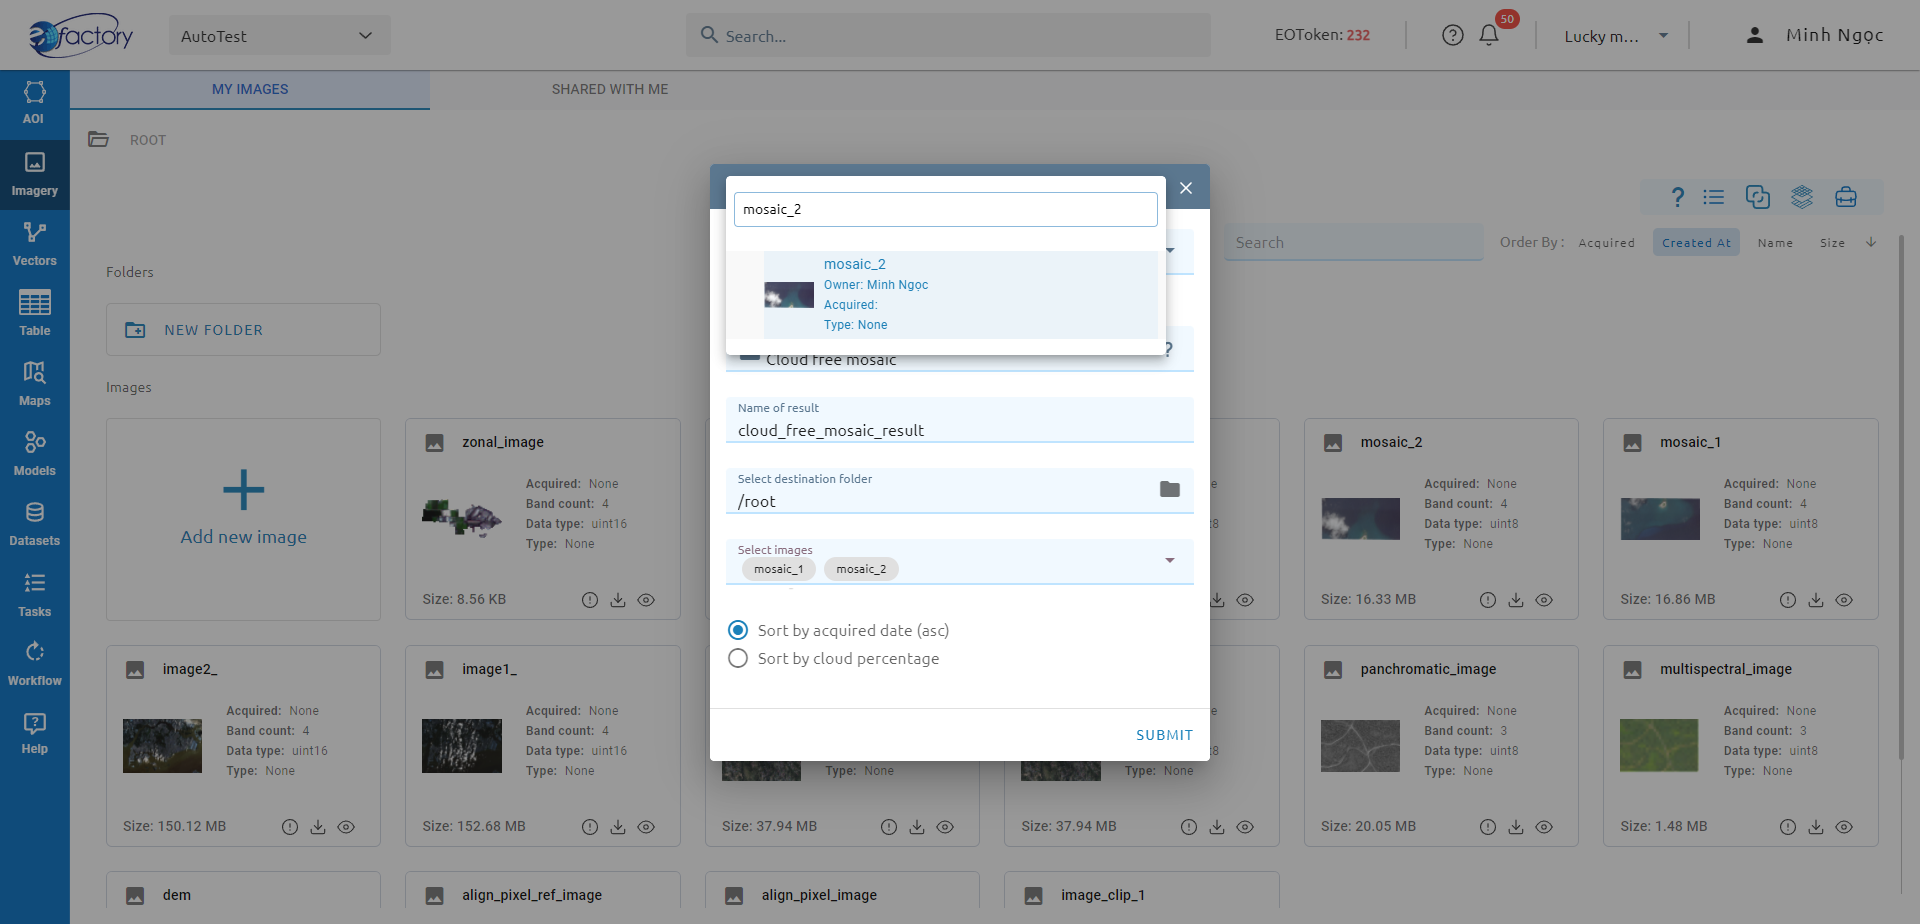 eofactory
AutoTest
Search...
EOToken: 232
50
Lucky m...
Minh Ngọc
AOI
Imagery
Vectors
Table
Maps
Models
Datasets
Tasks
Workflow
Help
MY IMAGES
SHARED WITH ME
ROOT
Search
Order By :
Acquired
Created At
Name
Size
Folders
NEW FOLDER
Images
Add new image
zonal_image
Acquired: None
Band count: 4
Data type: uint16
Type: None
Size: 8.56 KB
mosaic_2
Acquired: None
Band count: 4
Data type: uint8
Type: None
Size: 16.33 MB
mosaic_1
Acquired: None
Band count: 4
Data type: uint8
Type: None
Size: 16.86 MB
image2_
Acquired: None
Band count: 4
Data type: uint16
Type: None
Size: 150.12 MB
image1_
Acquired: None
Band count: 4
Data type: uint16
Type: None
Size: 152.68 MB
Type: None
Size: 37.94 MB
Type: None
Size: 37.94 MB
panchromatic_image
Acquired: None
Band count: 3
Data type: uint8
Type: None
Size: 20.05 MB
multispectral_image
Acquired: None
Band count: 3
Data type: uint8
Type: None
Size: 1.48 MB
dem
align_pixel_ref_image
align_pixel_image
image_clip_1
mosaic_2
mosaic_2
Owner: Minh Ngọc
Acquired:
Type: None
Cloud free mosaic
Name of result
cloud_free_mosaic_result
Select destination folder
/root
Select images
mosaic_1
mosaic_2
Sort by acquired date (asc)
Sort by cloud percentage
SUBMIT